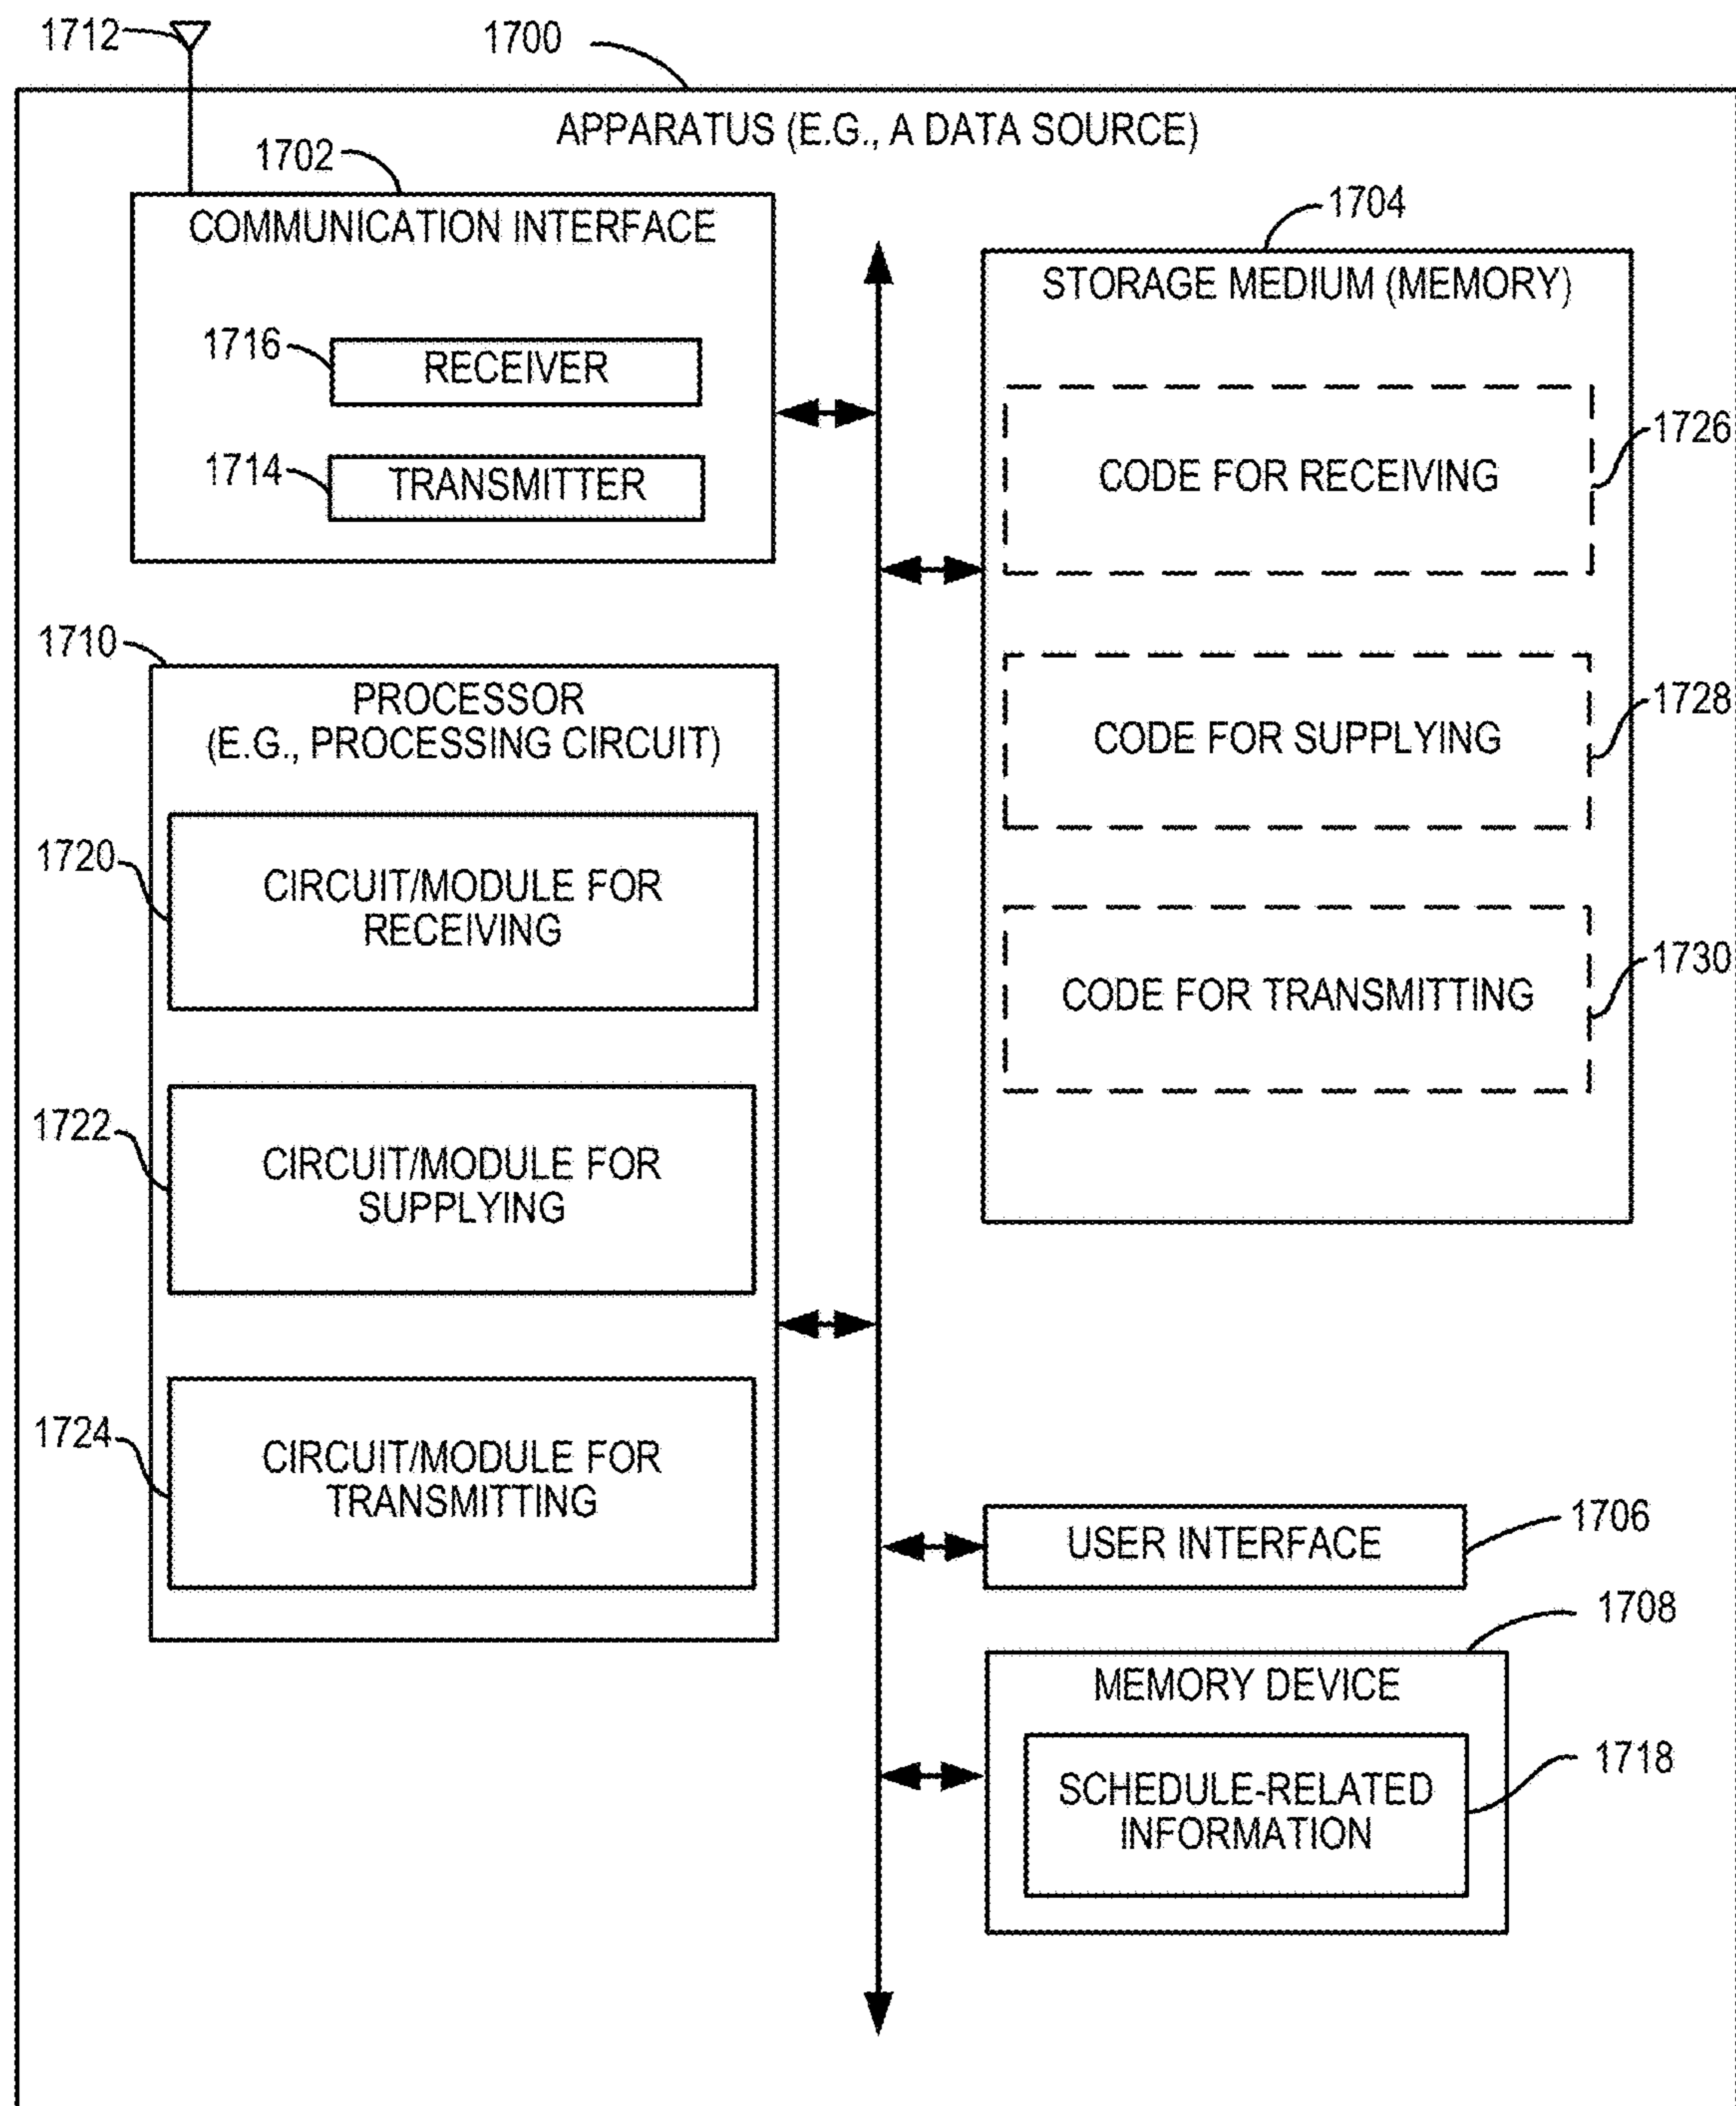 1712
1700
APPARATUS (E.G., A DATA SOURCE)
1702
COMMUNICATION INTERFACE
1716
RECEIVER
1714
TRANSMITTER
1704
STORAGE MEDIUM (MEMORY)
CODE FOR RECEIVING
1726
CODE FOR SUPPLYING
1728
CODE FOR TRANSMITTING
1730
1710
PROCESSOR
(E.G., PROCESSING CIRCUIT)
1720
CIRCUIT/MODULE FOR
RECEIVING
1722
CIRCUIT/MODULE FOR
SUPPLYING
1724
CIRCUIT/MODULE FOR
TRANSMITTING
USER INTERFACE
1706
1708
MEMORY DEVICE
SCHEDULE-RELATED
INFORMATION
1718